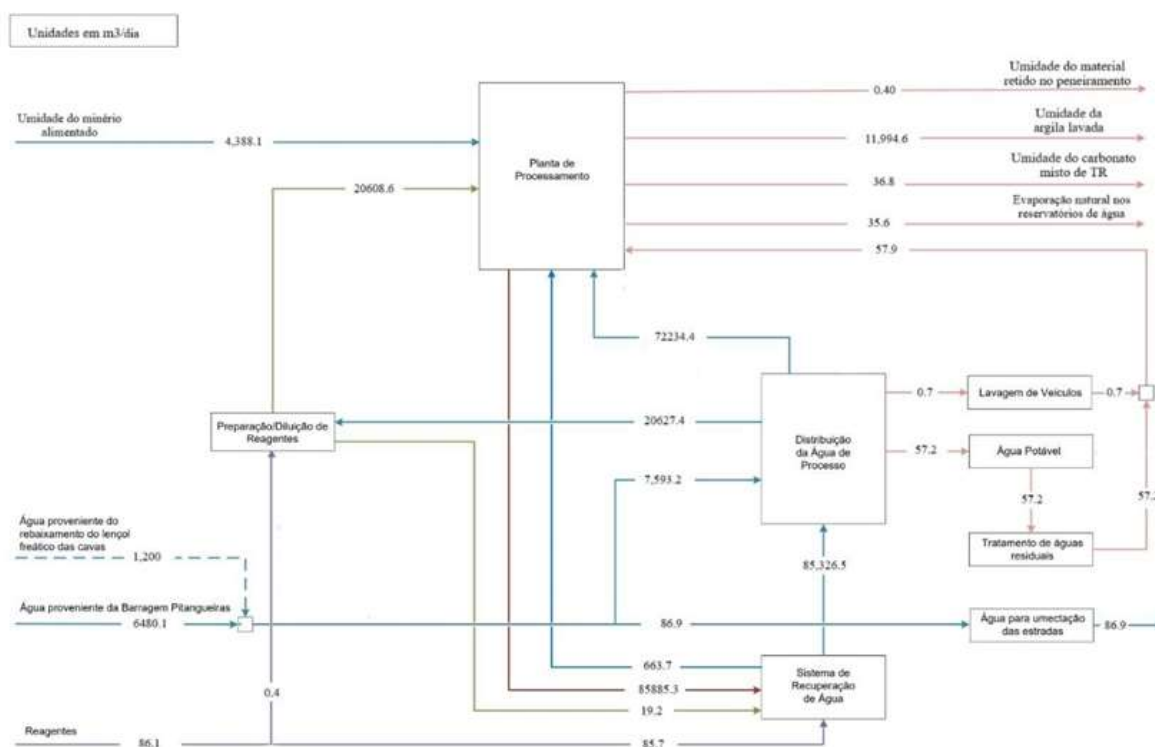 Unidades em m3/dia
Umidade do material
retido no peneiramento
0.40
Umidade do minério
alimentado
4,388.1
Umidade da
argila lavada
11,994.6
Planta de
Processamento
Umidade do carbonato
misto de TR
36.8
20608.6
Evaporação natural nos
reservatórios de água
35.6
57.9
72234.4
0.7
Lavagem de Veículos
0.7
Preparação/Diluição de
Reagentes
20627.4
Distribuição
da Água de
Processo
57.2
Água Potável
7,593.2
57.2
57.2
Água proveniente do
rebaixamento do lençol
freático das cavas
1,200
Tratamento de águas
residuais
85,326.5
Água proveniente da Barragem Pitangueiras
6480.1
86.9
Água para umectação
das estradas
86.9
663.7
Sistema de
Recuperação
de Água
85885.3
0.4
19.2
Reagentes
86.1
85.7